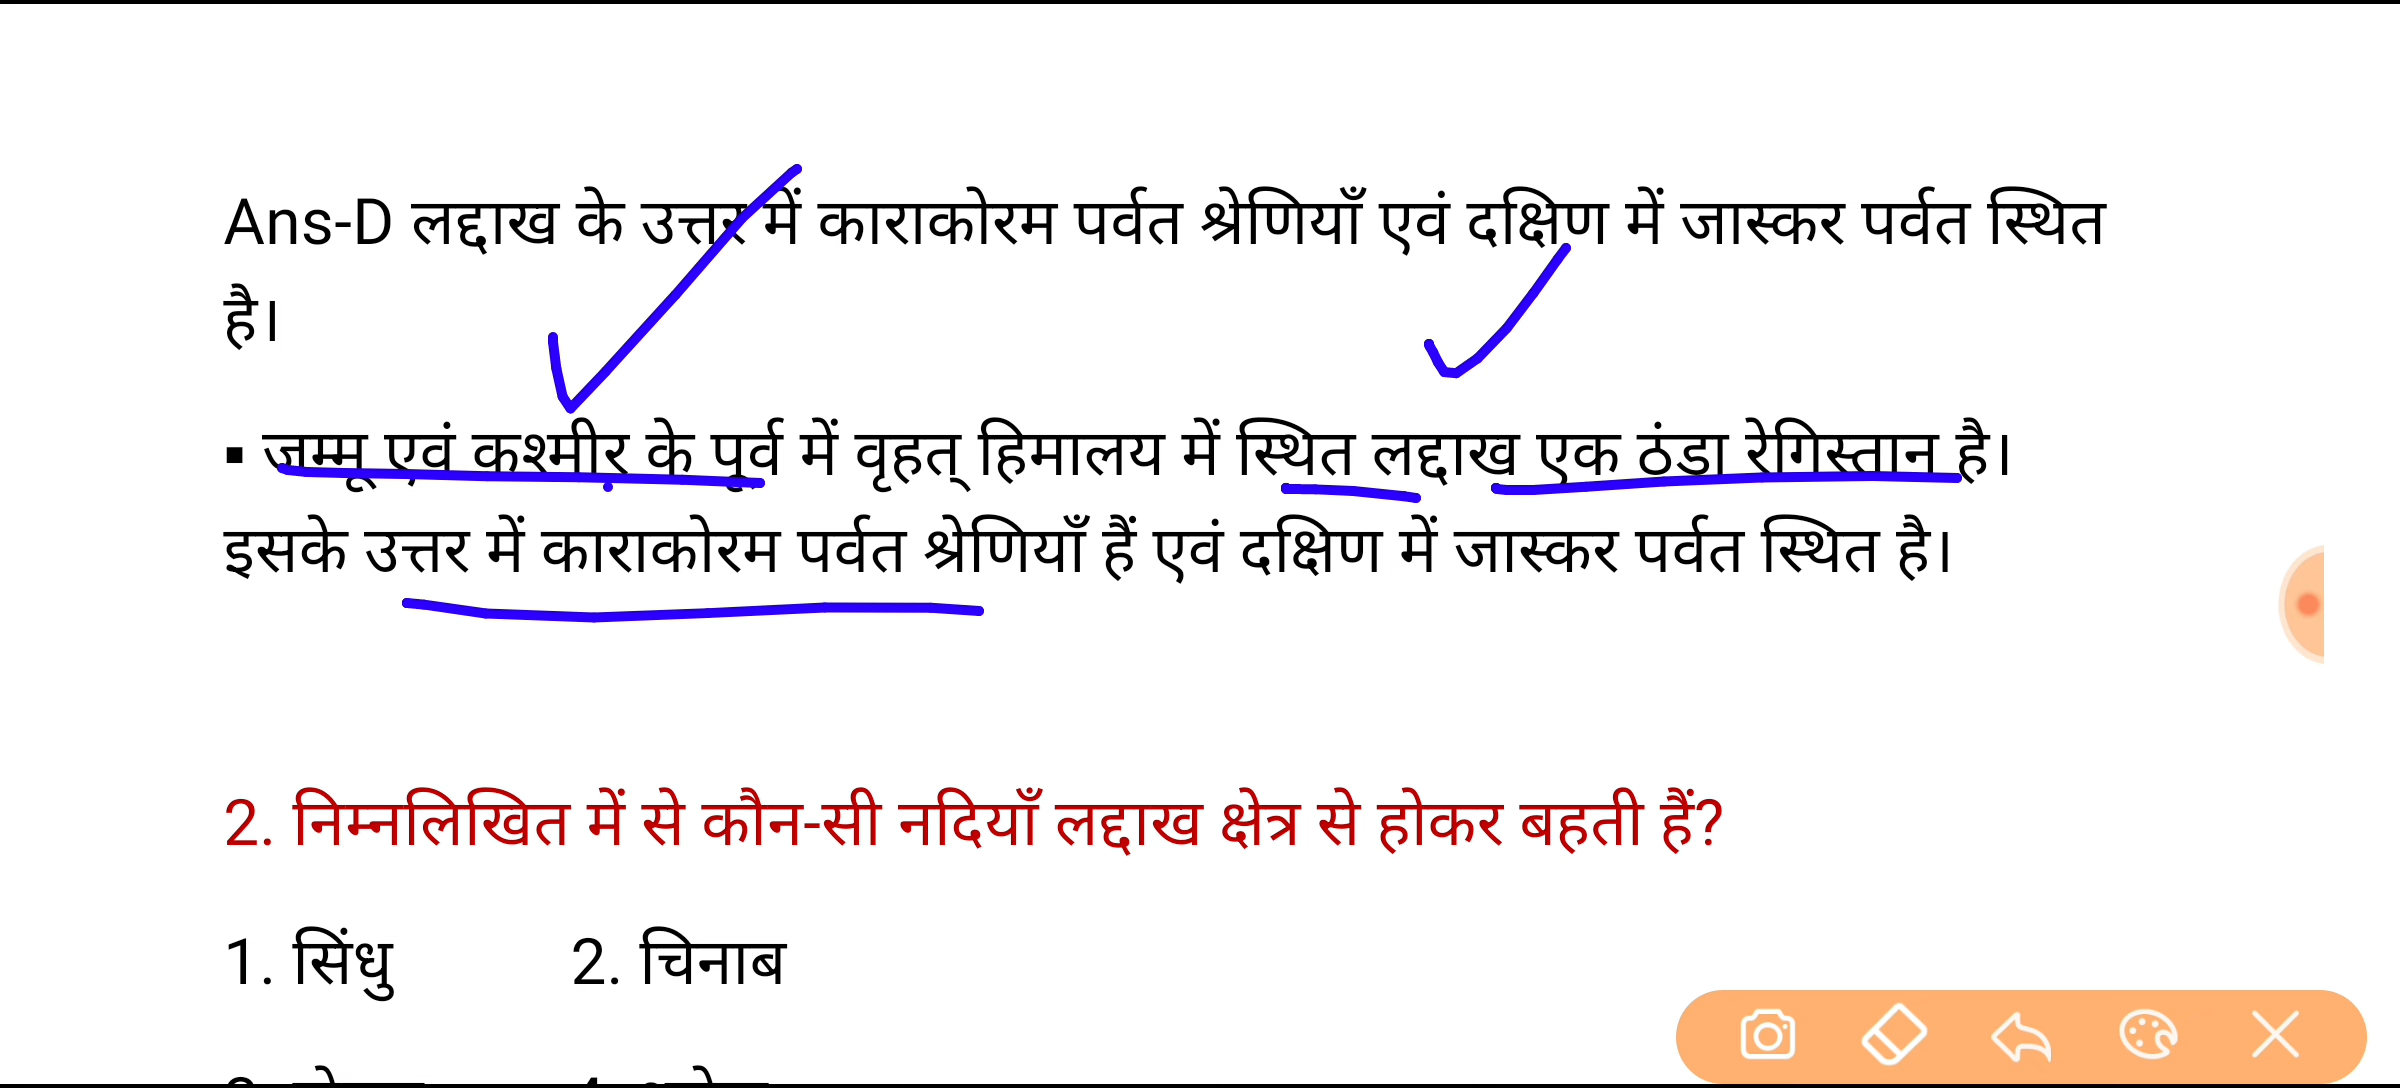 Ans-D लद्दाख के उत्तर में काराकोरम पर्वत श्रेणियाँ एवं दक्षिण में जास्कर पर्वत स्थित
है।
▪ जम्मू एवं कश्मीर के पूर्व में वृहत् हिमालय में स्थित लद्दाख एक ठंडा रेगिस्तान है।
इसके उत्तर में काराकोरम पर्वत श्रेणियाँ हैं एवं दक्षिण में जास्कर पर्वत स्थित है।
2. निम्नलिखित में से कौन-सी नदियाँ लद्दाख क्षेत्र से होकर बहती हैं?
1. सिंधु 2. चिनाब